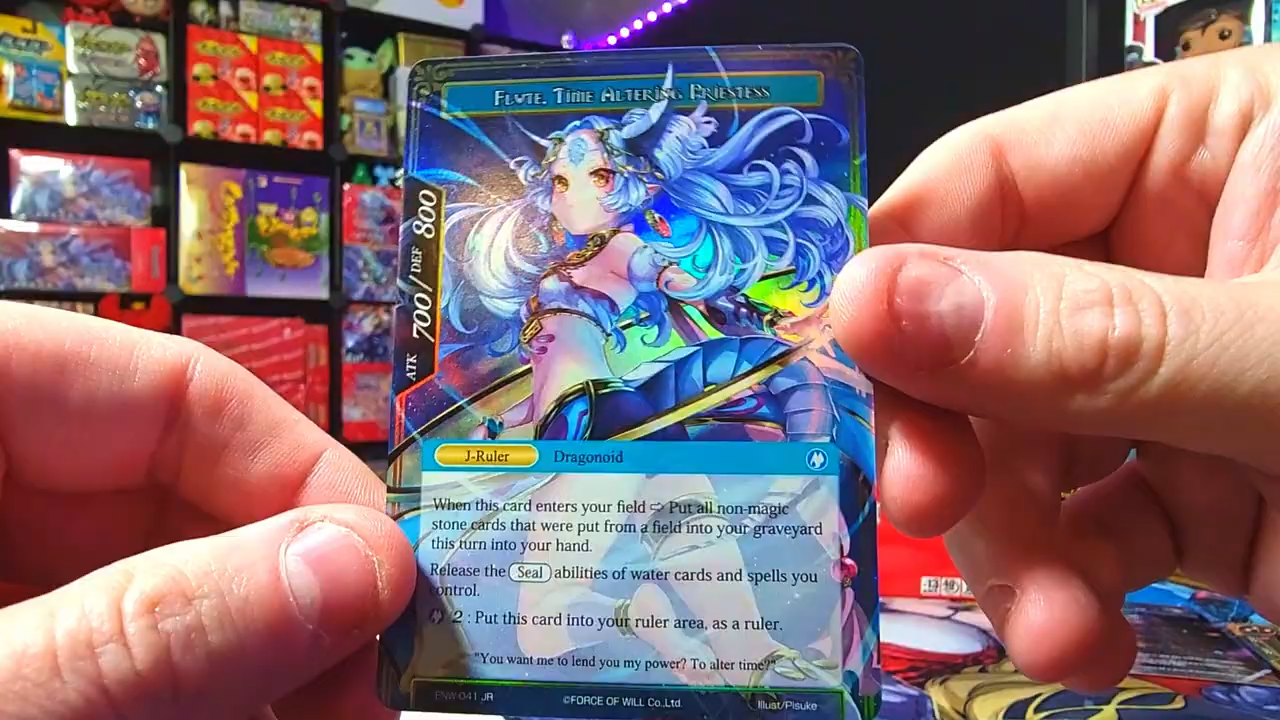 Flute, Time Altering Priestess
ATK 700/DEF 800
J-Ruler Dragonoid
When this card enters your field ⇨ Put all non-magic
stone cards that were put from a field into your graveyard
this turn into your hand.
Release the Seal abilities of water cards and spells you
control.
2 : Put this card into your ruler area, as a ruler.
"You want me to lend you my power? To alter time?"
ENW-041 JR
©FORCE OF WILL Co.,Ltd.
Illust/Pisuke